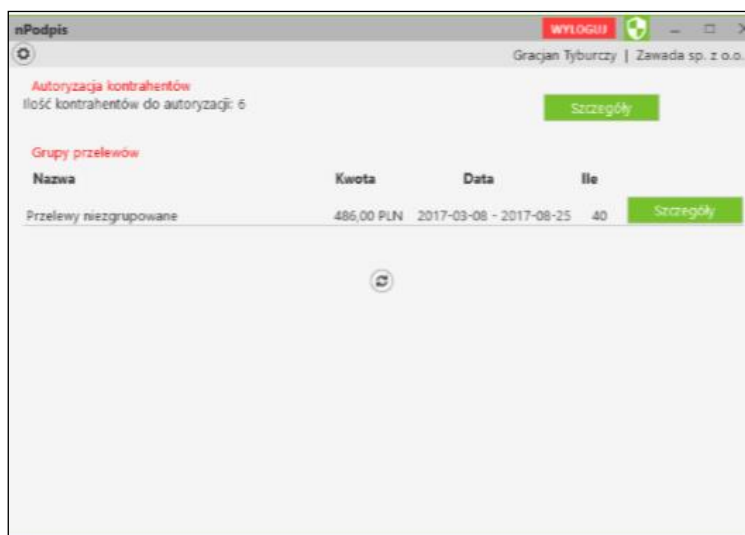 nPodpis WYLOGUJ
Gracjan Tyburczy | Zawada sp. z o.o.
Autoryzacja kontrahentów
Ilość kontrahentów do autoryzacji: 6 Szczegóły
Grupy przelewów
Nazwa Kwota Data Ile
Przelewy niezgrupowane 486,00 PLN 2017-03-08 - 2017-08-25 40 Szczegóły